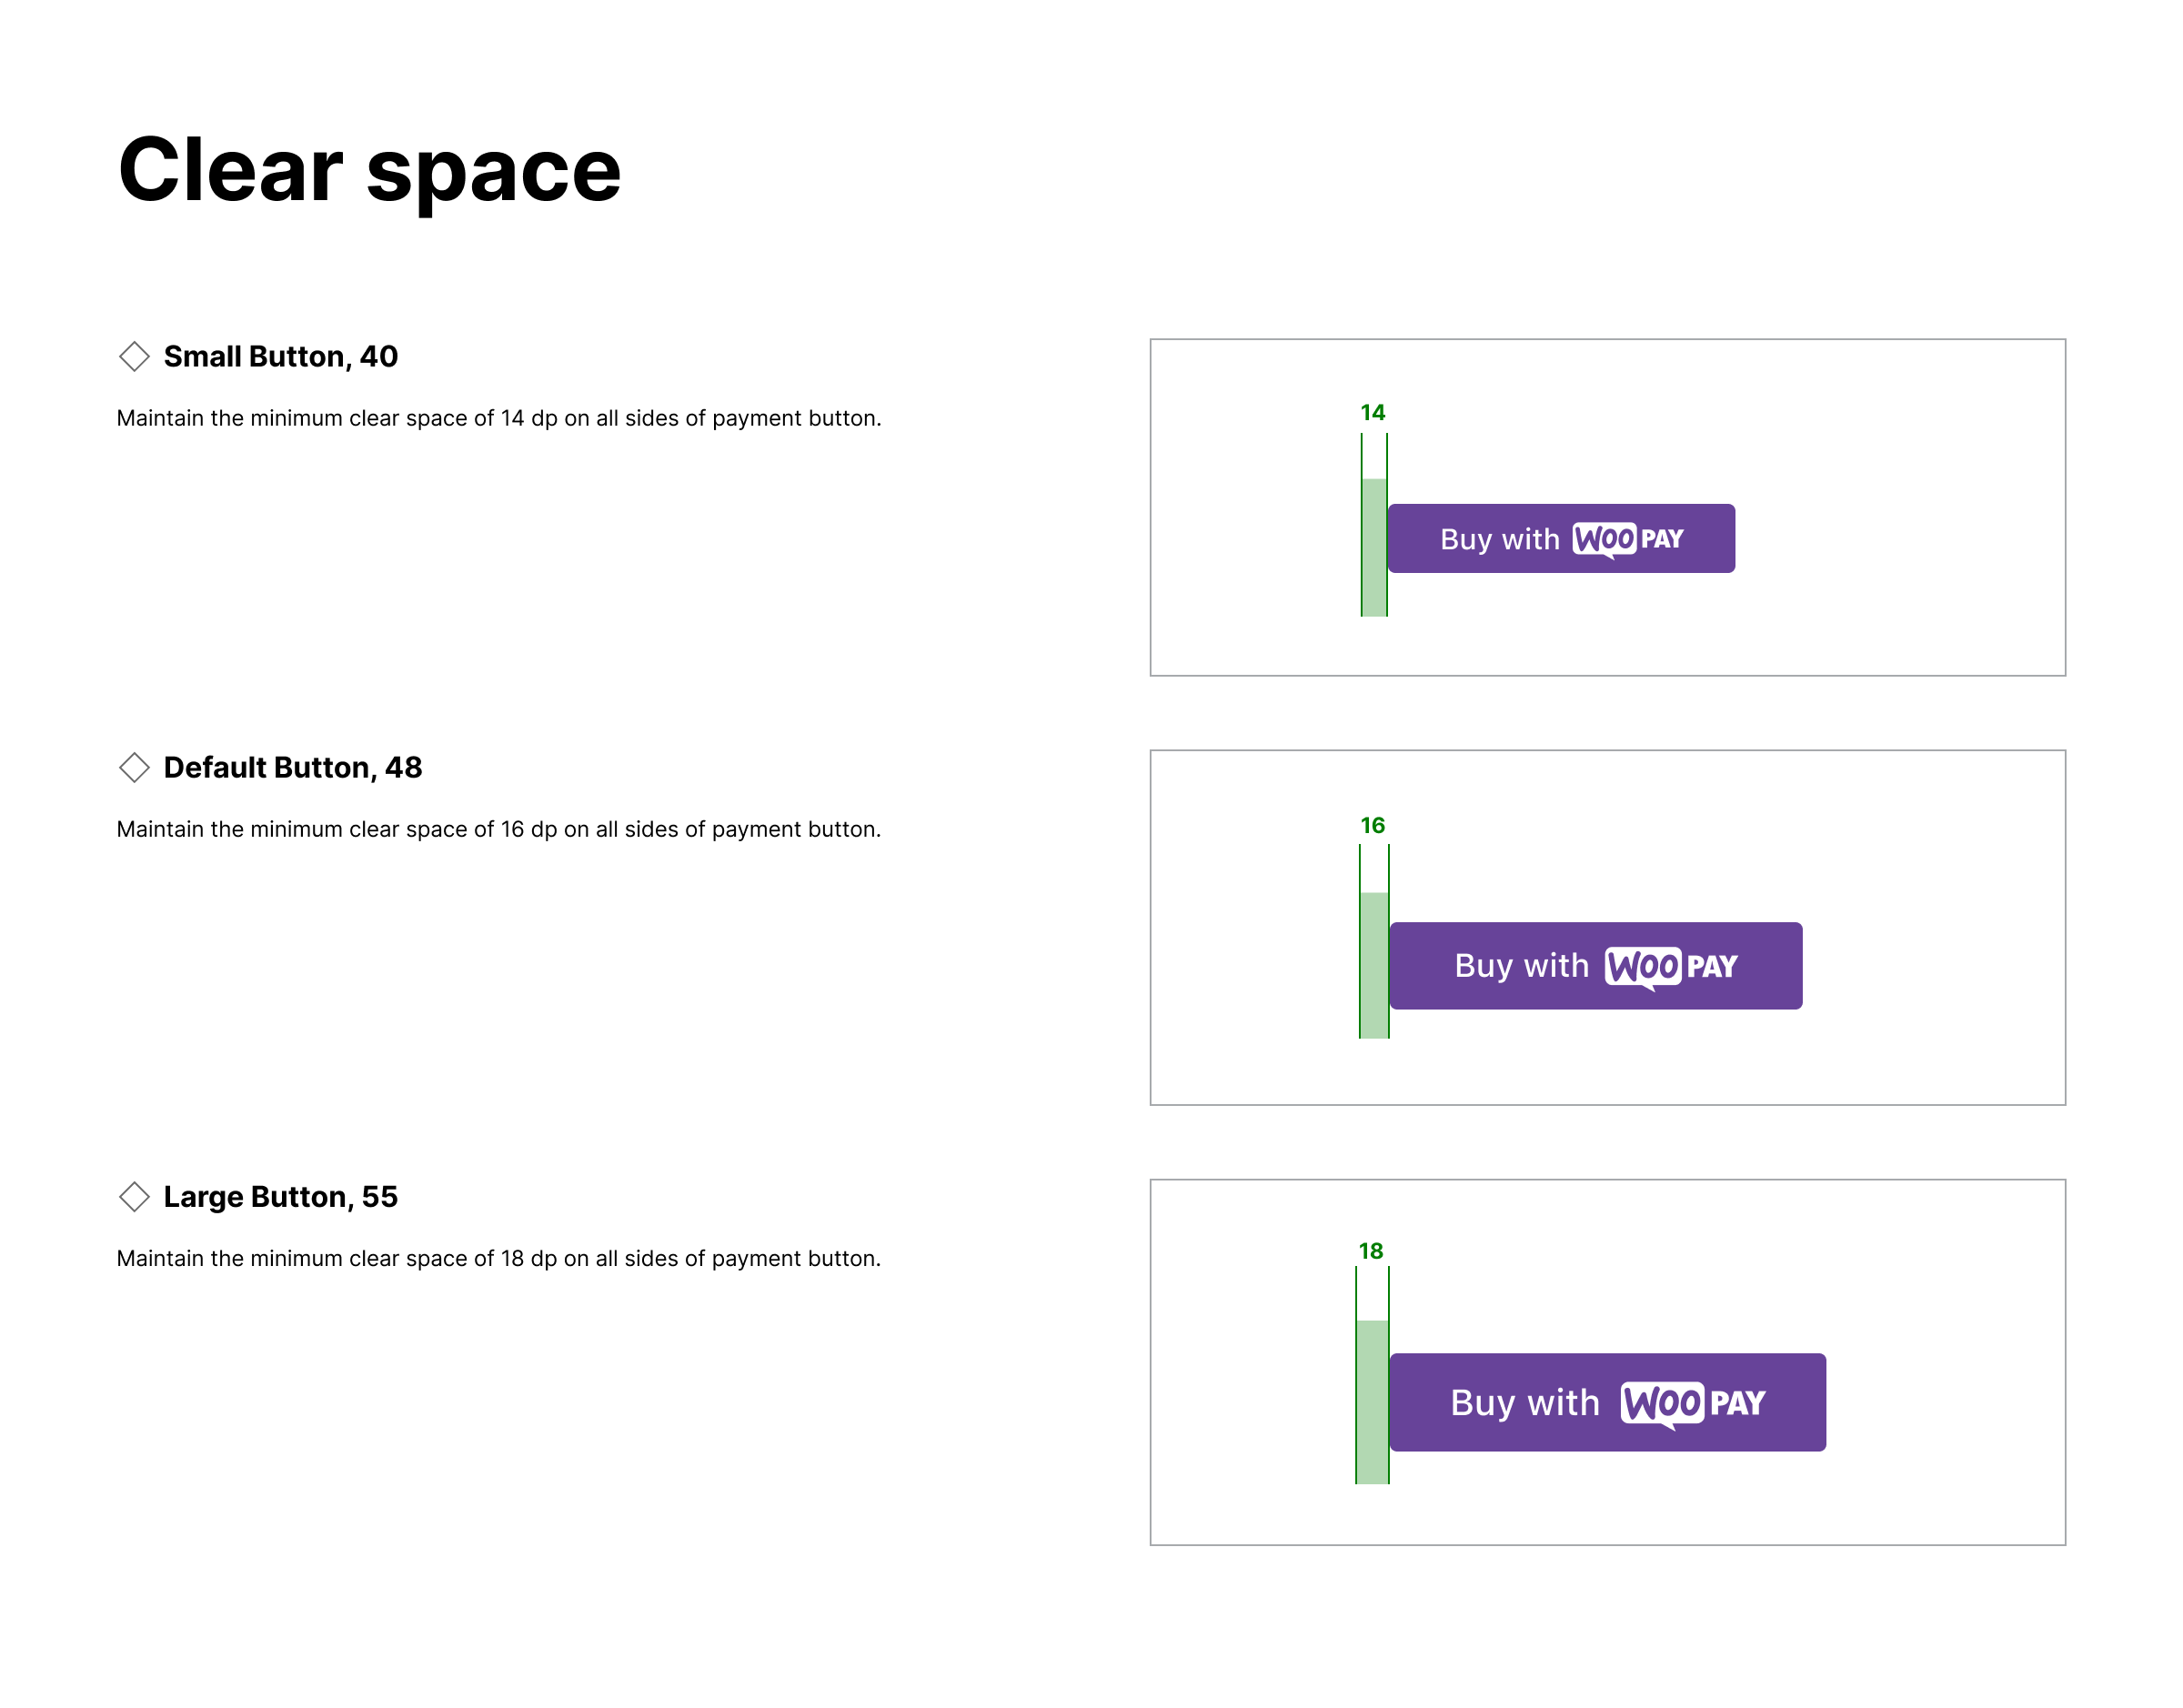 Clear space
Small Button, 40
Maintain the minimum clear space of 14 dp on all sides of payment button.
14
Buy with WOO PAY
Default Button, 48
Maintain the minimum clear space of 16 dp on all sides of payment button.
16
Buy with WOO PAY
Large Button, 55
Maintain the minimum clear space of 18 dp on all sides of payment button.
18
Buy with WOO PAY